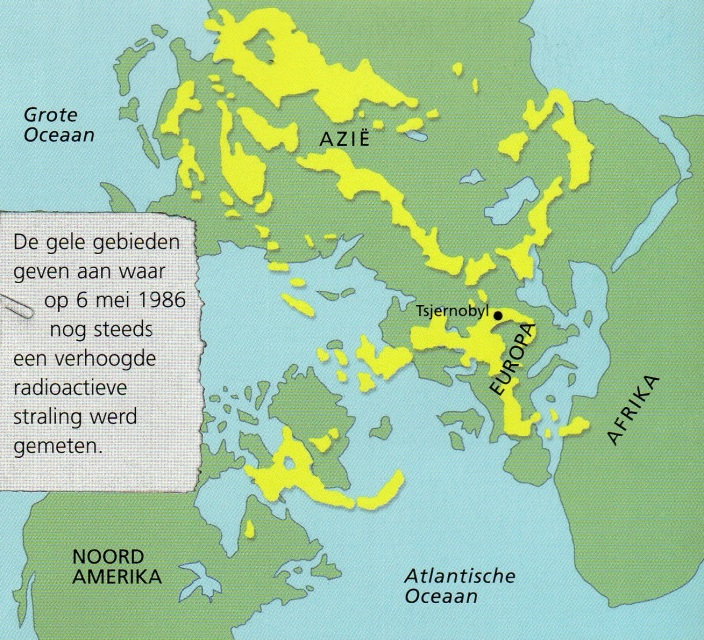 Grote
Oceaan
AZIË
De gele gebieden
geven aan waar
op 6 mei 1986
nog steeds
een verhoogde
radioactieve
straling werd
gemeten.
Tsjernobyl
EUROPA
AFRIKA
NOORD
AMERIKA
Atlantische
Oceaan